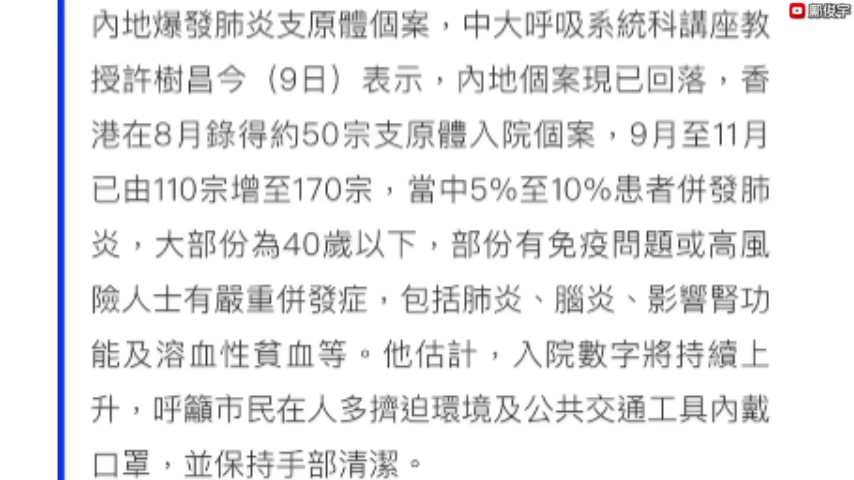 內地爆發肺炎支原體個案，中大呼吸系統科講座教
授許樹昌今（9日）表示，內地個案現已回落，香
港在8月錄得約50宗支原體入院個案，9月至11月
已由110宗增至170宗，當中5%至10%患者併發肺
炎，大部份為40歲以下，部份有免疫問題或高風
險人士有嚴重併發症，包括肺炎、腦炎、影響腎功
能及溶血性貧血等。他估計，入院數字將持續上
升，呼籲市民在人多擠迫環境及公共交通工具內戴
口罩，並保持手部清潔。
鄺俊宇